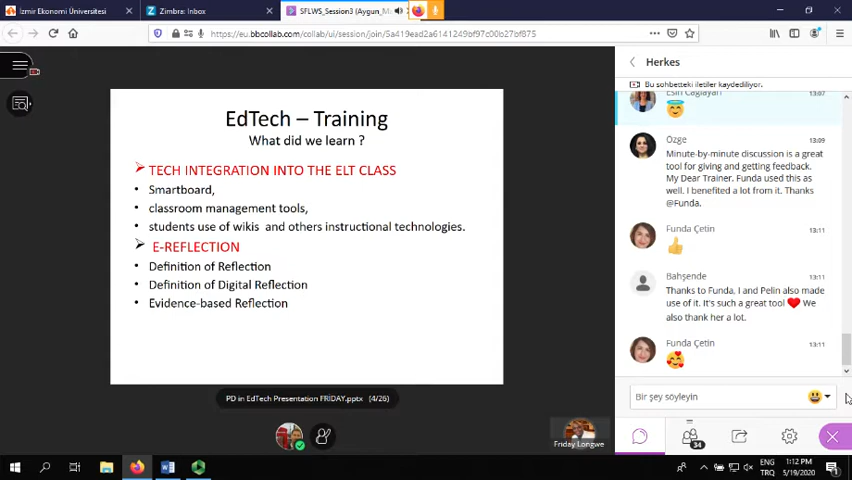 İzmir Ekonomi Üniversitesi
Zimbra: Inbox
SFLWS_Session3 (Aygun_M
https://eu.bbcollab.com/collab/ui/session/join/5a419ead2a6141249bf97c00b27bf875
Herkes
Bu sohbetteki iletiler kaydediliyor.
EdTech – Training
What did we learn ?
TECH INTEGRATION INTO THE ELT CLASS
• Smartboard,
• classroom management tools,
• students use of wikis and others instructional technologies.
E-REFLECTION
• Definition of Reflection
• Definition of Digital Reflection
• Evidence-based Reflection
PD in EdTech Presentation FRIDAY.pptx (4/26)
Friday Longwe
Esin Çağlayan 13:07
Özge 13:09
Minute-by-minute discussion is a great
tool for giving and getting feedback.
My Dear Trainer. Funda used this as
well. I benefited a lot from it. Thanks
@Funda.
Funda Çetin 13:11
Bahşende 13:11
Thanks to Funda, I and Pelin also made
use of it. It's such a great tool ❤️ We
also thank her a lot.
Funda Çetin 13:11
Bir şey söyleyin
34
ENG 1:12 PM
TRQ 5/19/2020